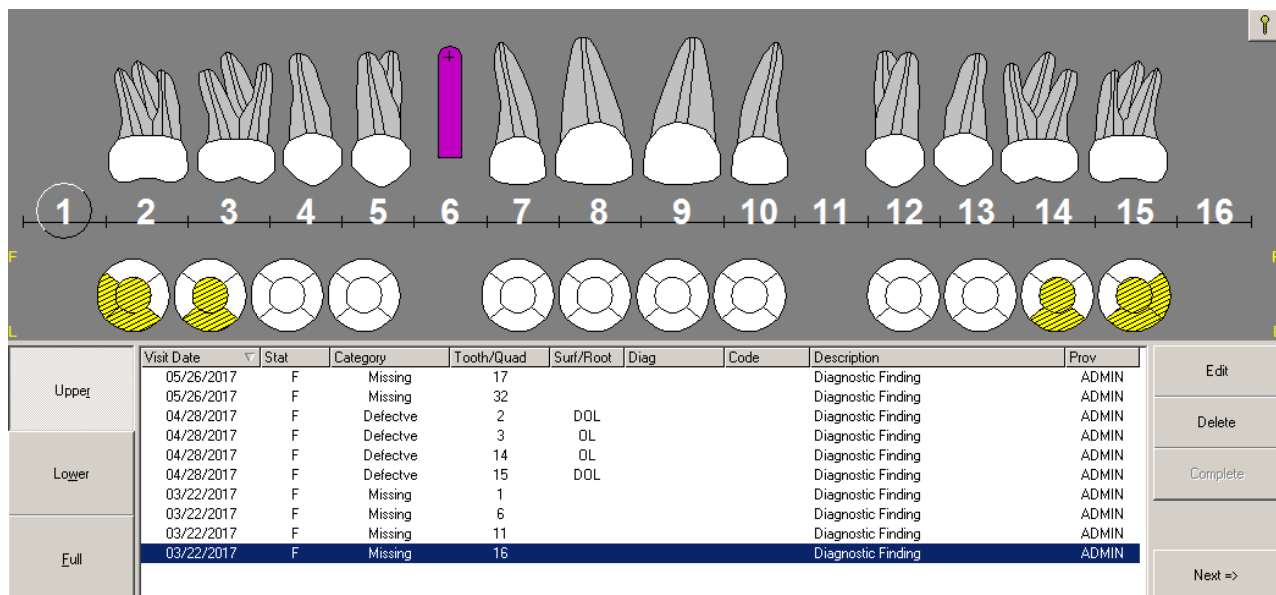 1 2 3 4 5 6 7 8 9 10 11 12 13 14 15 16
F F
L
Visit Date Stat Category Tooth/Quad Surf/Root Diag Code Description Prov
05/26/2017 F Missing 17 Diagnostic Finding ADMIN
05/26/2017 F Missing 32 Diagnostic Finding ADMIN
04/28/2017 F Defectve 2 DOL Diagnostic Finding ADMIN
04/28/2017 F Defectve 3 OL Diagnostic Finding ADMIN
04/28/2017 F Defectve 14 OL Diagnostic Finding ADMIN
04/28/2017 F Defectve 15 DOL Diagnostic Finding ADMIN
03/22/2017 F Missing 1 Diagnostic Finding ADMIN
03/22/2017 F Missing 6 Diagnostic Finding ADMIN
03/22/2017 F Missing 11 Diagnostic Finding ADMIN
03/22/2017 F Missing 16 Diagnostic Finding ADMIN
Upper
Lower
Full
Edit
Delete
Complete
Next =>